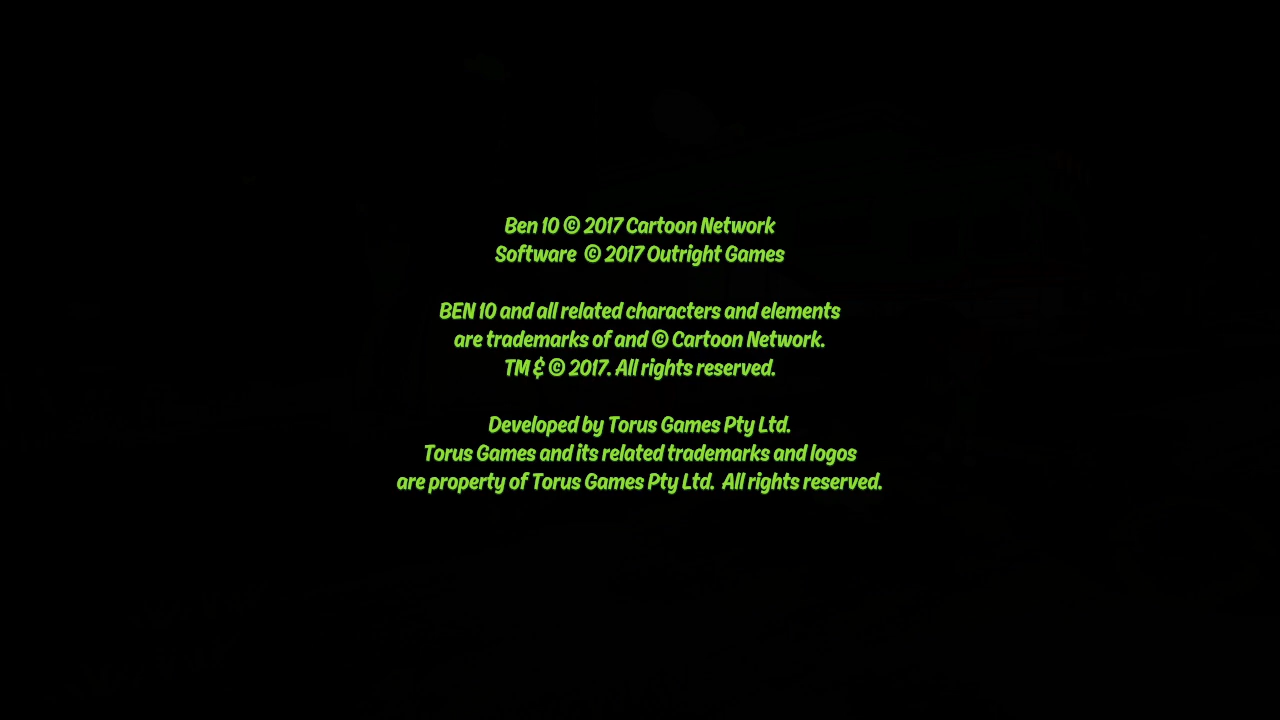 Ben 10 © 2017 Cartoon Network
Software © 2017 Outright Games
BEN 10 and all related characters and elements
are trademarks of and © Cartoon Network.
TM & © 2017. All rights reserved.
Developed by Torus Games Pty Ltd.
Torus Games and its related trademarks and logos
are property of Torus Games Pty Ltd. All rights reserved.